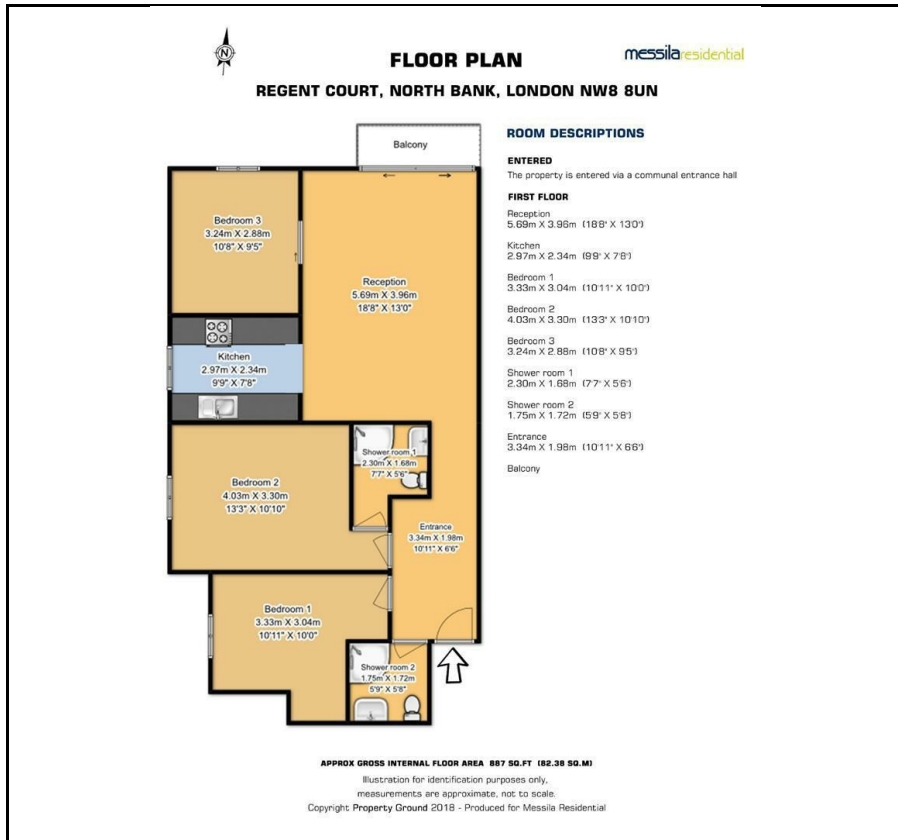 N
FLOOR PLAN
messilaresidential
REGENT COURT, NORTH BANK, LONDON NW8 8UN
Balcony
Bedroom 3
3.24m X 2.88m
10'8" X 9'5"
Reception
5.69m X 3.96m
18'8" X 13'0"
Kitchen
2.97m X 2.34m
9'9" X 7'8"
Shower room 1
2.30m X 1.68m
7'7" X 5'6"
Bedroom 2
4.03m X 3.30m
13'3" X 10'10"
Entrance
3.34m X 1.98m
10'11" X 6'6"
Bedroom 1
3.33m X 3.04m
10'11" X 10'0"
Shower room 2
1.75m X 1.72m
5'9" X 5'8"
ROOM DESCRIPTIONS
ENTERED
The property is entered via a communal entrance hall
FIRST FLOOR
Reception
5.69m X 3.96m (18'8" X 13'0")
Kitchen
2.97m X 2.34m (9'9" X 7'8")
Bedroom 1
3.33m X 3.04m (10'11" X 10'0")
Bedroom 2
4.03m X 3.30m (13'3" X 10'10")
Bedroom 3
3.24m X 2.88m (10'8" X 9'5")
Shower room 1
2.30m X 1.68m (7'7" X 5'6")
Shower room 2
1.75m X 1.72m (5'9" X 5'8")
Entrance
3.34m X 1.98m (10'11" X 6'6")
Balcony
APPROX GROSS INTERNAL FLOOR AREA 887 SQ.FT (82.38 SQ.M)
Illustration for identification purposes only,
measurements are approximate, not to scale.
Copyright Property Ground 2018 - Produced for Messila Residential